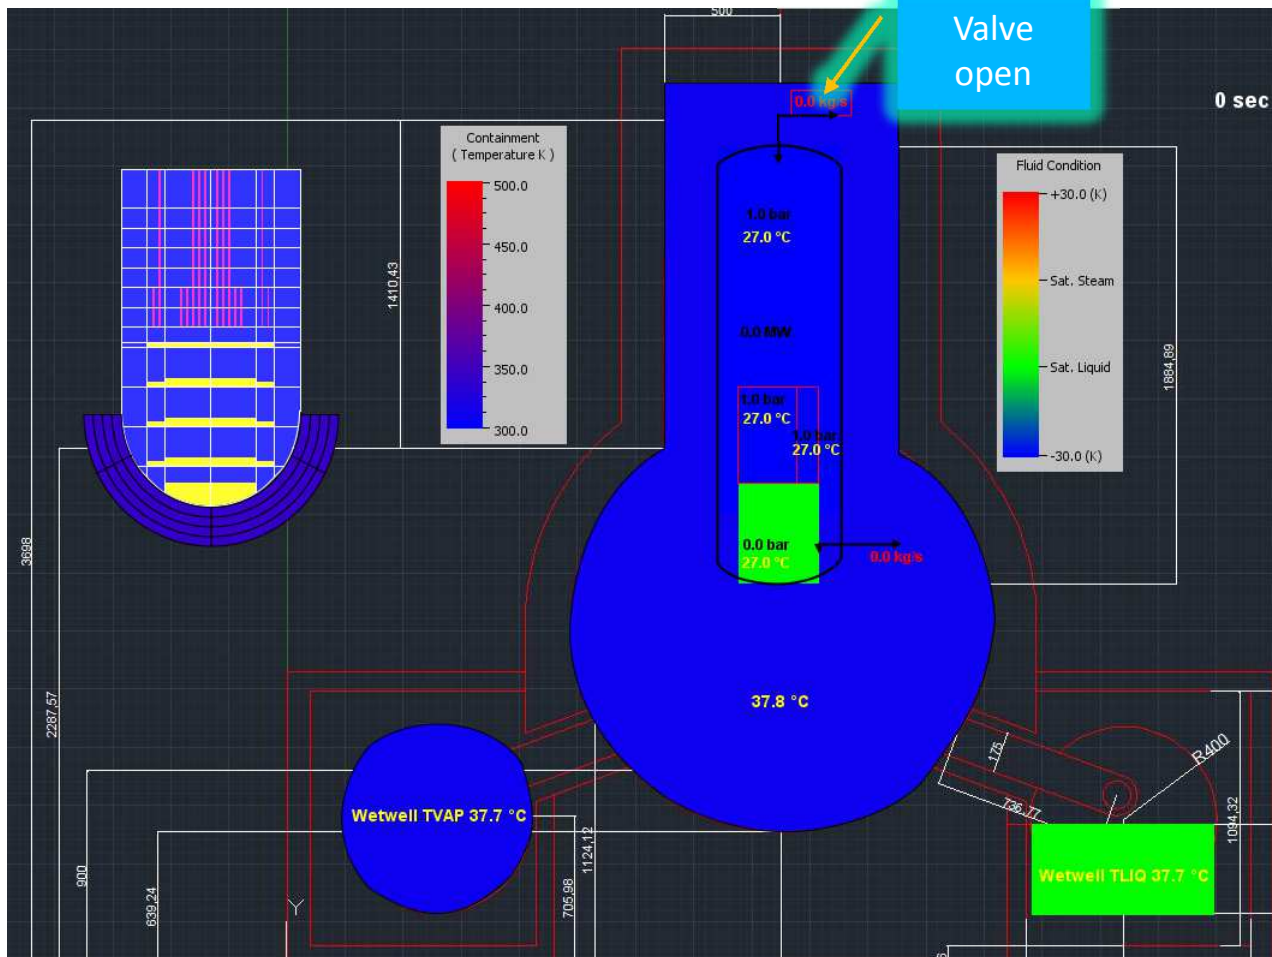 500
Valve
open
0.0 kg/s
0 sec
Containment
( Temperature K )
500.0
450.0
400.0
350.0
300.0
Fluid Condition
+30.0 (K)
Sat. Steam
Sat. Liquid
-30.0 (K)
1.0 bar
27.0 °C
1410,43
0.0 MW
1884,89
1.0 bar
27.0 °C
1.0 bar
27.0 °C
3698
0.0 bar
27.0 °C
0.0 kg/s
2287,57
37.8 °C
175
R400
736,77
1094,32
Wetwell TVAP 37.7 °C
1124,12
900
639,24
705,98
Wetwell TLIQ 37.7 °C
Y